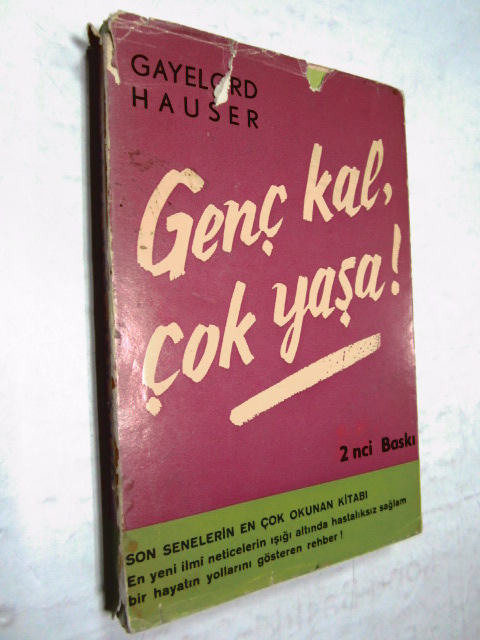 GAYELORD
HAUSER
Genç kal,
çok yaşa!
2 nci Baskı
SON SENELERİN EN ÇOK OKUNAN KİTABI
En yeni ilmi neticelerin ışığı altında hastalıksız sağlam
bir hayatın yollarını gösteren rehber!